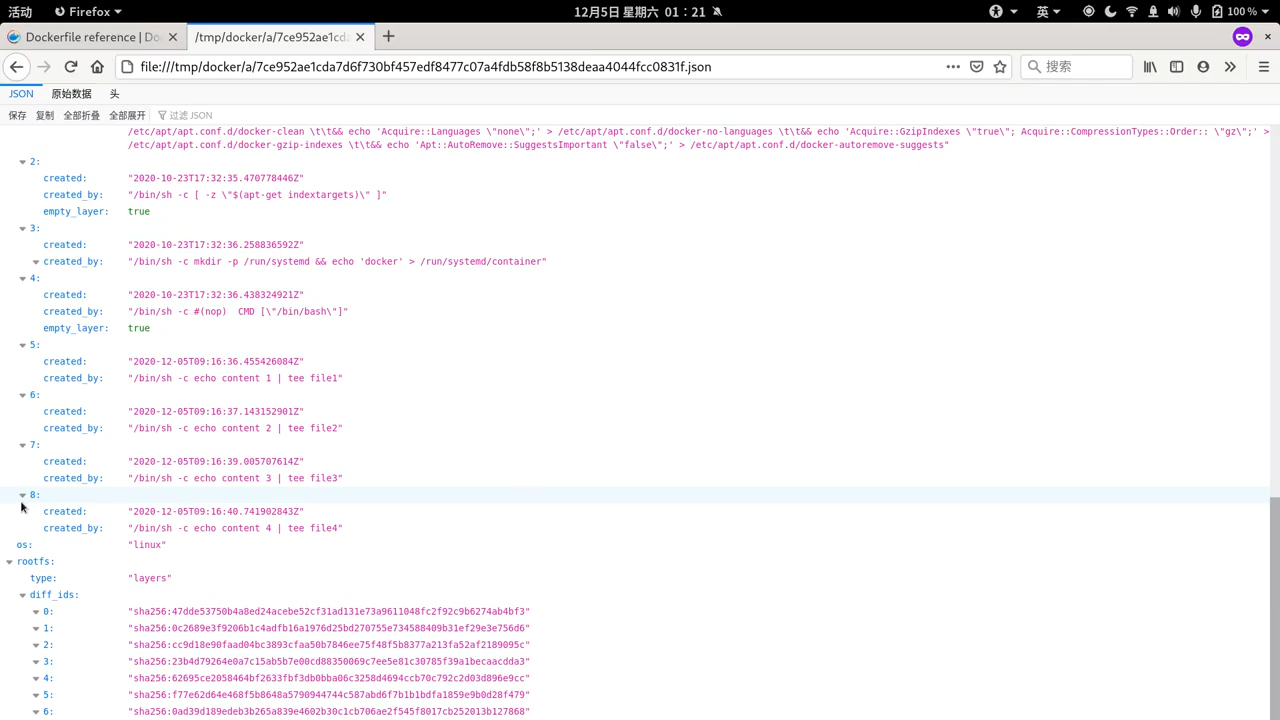 活动
Firefox
12月5日 星期六 01：21
英
100 %
Dockerfile reference | Do
/tmp/docker/a/7ce952ae1cda
file:///tmp/docker/a/7ce952ae1cda7d6f730bf457edf8477c07a4fdb58f8b5138deaa4044fcc0831f.json
搜索
JSON
原始数据
头
保存
复制
全部折叠
全部展开
过滤 JSON
/etc/apt/apt.conf.d/docker-clean \t\t&& echo 'Acquire::Languages \"none\";' > /etc/apt/apt.conf.d/docker-no-languages \t\t&& echo 'Acquire::GzipIndexes \"true\"; Acquire::CompressionTypes::Order:: \"gz\";' >
/etc/apt/apt.conf.d/docker-gzip-indexes \t\t&& echo 'Apt::AutoRemove::SuggestsImportant \"false\";' > /etc/apt/apt.conf.d/docker-autoremove-suggests"
2:
created: "2020-10-23T17:32:35.470778446Z"
created_by: "/bin/sh -c [ -z \"$(apt-get indextargets)\" ]"
empty_layer: true
3:
created: "2020-10-23T17:32:36.258836592Z"
created_by: "/bin/sh -c mkdir -p /run/systemd && echo 'docker' > /run/systemd/container"
4:
created: "2020-10-23T17:32:36.438324921Z"
created_by: "/bin/sh -c #(nop)  CMD [\"/bin/bash\"]"
empty_layer: true
5:
created: "2020-12-05T09:16:36.455426084Z"
created_by: "/bin/sh -c echo content 1 | tee file1"
6:
created: "2020-12-05T09:16:37.143152901Z"
created_by: "/bin/sh -c echo content 2 | tee file2"
7:
created: "2020-12-05T09:16:39.005707614Z"
created_by: "/bin/sh -c echo content 3 | tee file3"
8:
created: "2020-12-05T09:16:40.741902843Z"
created_by: "/bin/sh -c echo content 4 | tee file4"
os: "linux"
rootfs:
type: "layers"
diff_ids:
0: "sha256:47dde53750b4a8ed24acebe52cf31ad131e73a9611048fc2f92c9b6274ab4bf3"
1: "sha256:0c2689e3f9206b1c4adfb16a1976d25bd270755e734588409b31ef29e3e756d6"
2: "sha256:cc9d18e90faad04bc3893cfaa50b7846ee75f48f5b8377a213fa52af2189095c"
3: "sha256:23b4d79264e0a7c15ab5b7e00cd88350069c7ee5e81c30785f39a1becaacdda3"
4: "sha256:62695ce2058464bf2633fbf3db0bba06c3258d4694ccb70c792c2d03d896e9cc"
5: "sha256:f77e62d64e468f5b8648a5790944744c587abd6f7b1b1bdfa1859e9b0d28f479"
6: "sha256:0ad39d189edeb3b265a839e4602b30c1cb706ae2f545f8017cb252013b127868"